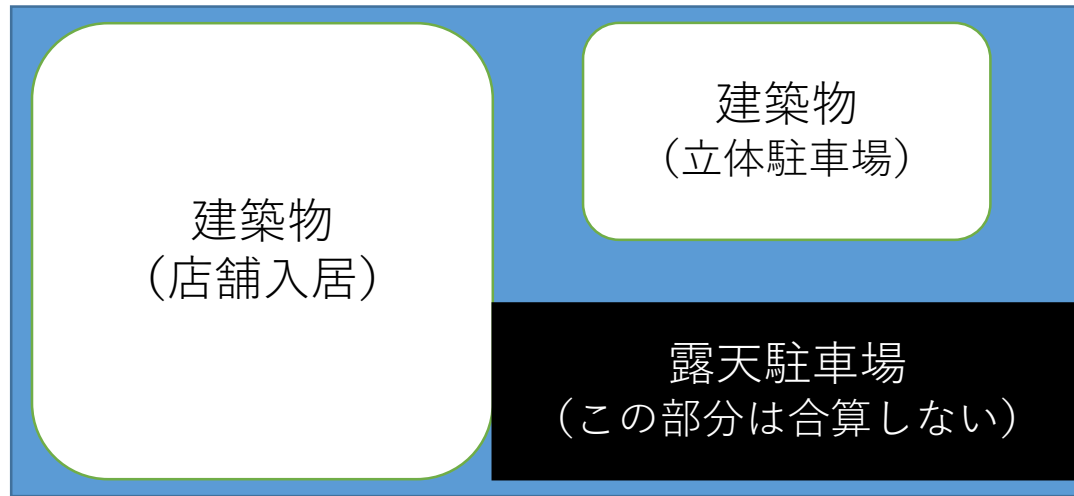 建築物
（店舗入居）
建築物
（立体駐車場）
露天駐車場
（この部分は合算しない）